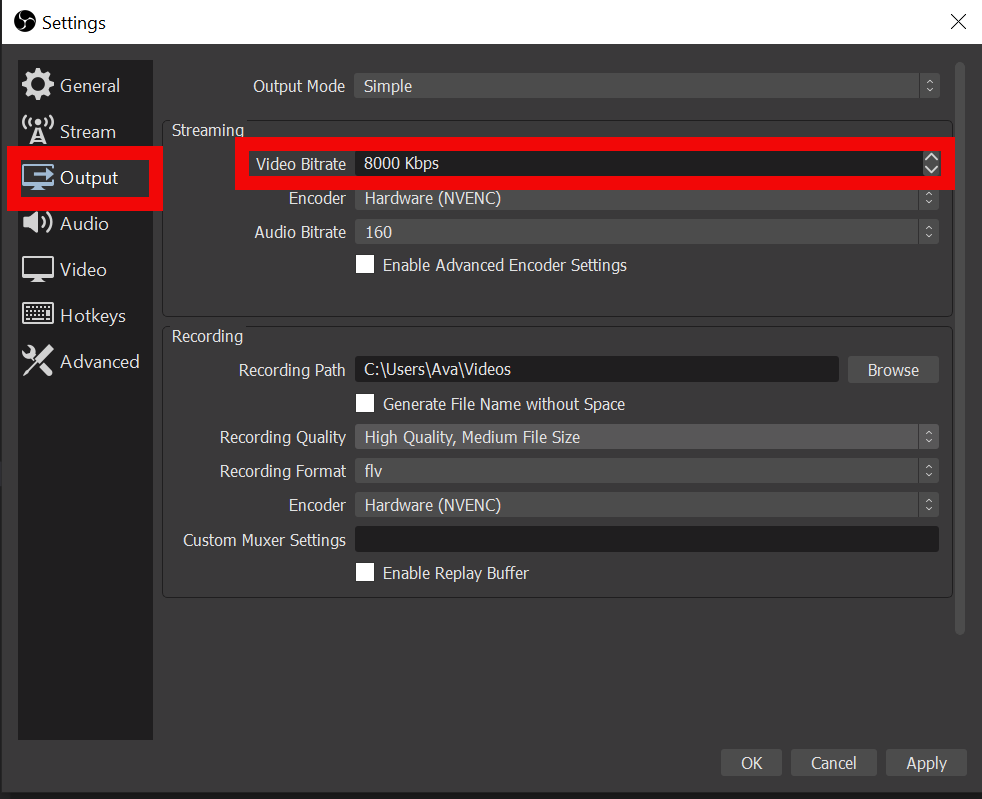 Settings
General
Stream
Output
Audio
Video
Hotkeys
Advanced
Output Mode Simple
Streaming
Video Bitrate 8000 Kbps
Encoder Hardware (NVENC)
Audio Bitrate 160
Enable Advanced Encoder Settings
Recording
Recording Path C:\Users\Ava\Videos Browse
Generate File Name without Space
Recording Quality High Quality, Medium File Size
Recording Format flv
Encoder Hardware (NVENC)
Custom Muxer Settings
Enable Replay Buffer
OK Cancel Apply